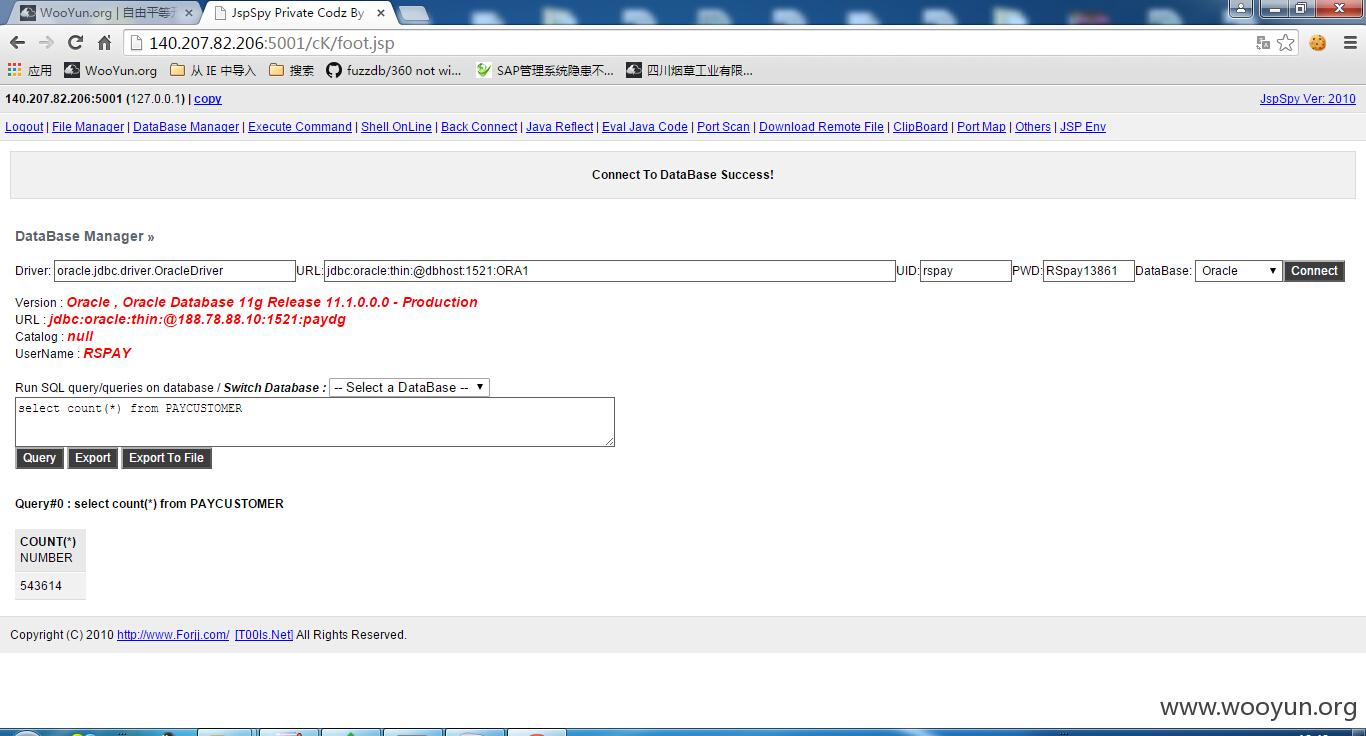 WooYun.org | 自由平等
JspSpy Private Codz By
140.207.82.206:5001/cK/foot.jsp
应用 WooYun.org 从 IE 中导入 搜索 fuzzdb/360 not wi... SAP管理系统隐患不... 四川烟草工业有限...
140.207.82.206:5001 (127.0.0.1) | copy JspSpy Ver: 2010
Logout | File Manager | DataBase Manager | Execute Command | Shell OnLine | Back Connect | Java Reflect | Eval Java Code | Port Scan | Download Remote File | ClipBoard | Port Map | Others | JSP Env
Connect To DataBase Success!
DataBase Manager »
Driver: oracle.jdbc.driver.OracleDriver URL: jdbc:oracle:thin:@dbhost:1521:ORA1 UID: rspay PWD: RSpay13861 DataBase: Oracle Connect
Version : Oracle , Oracle Database 11g Release 11.1.0.0.0 - Production
URL : jdbc:oracle:thin:@188.78.88.10:1521:paydg
Catalog : null
UserName : RSPAY
Run SQL query/queries on database / Switch Database : -- Select a DataBase --
select count(*) from PAYCUSTOMER
Query Export Export To File
Query#0 : select count(*) from PAYCUSTOMER
COUNT(*)
NUMBER
543614
Copyright (C) 2010 http://www.Forjj.com/ [T00ls.Net] All Rights Reserved.
www.wooyun.org